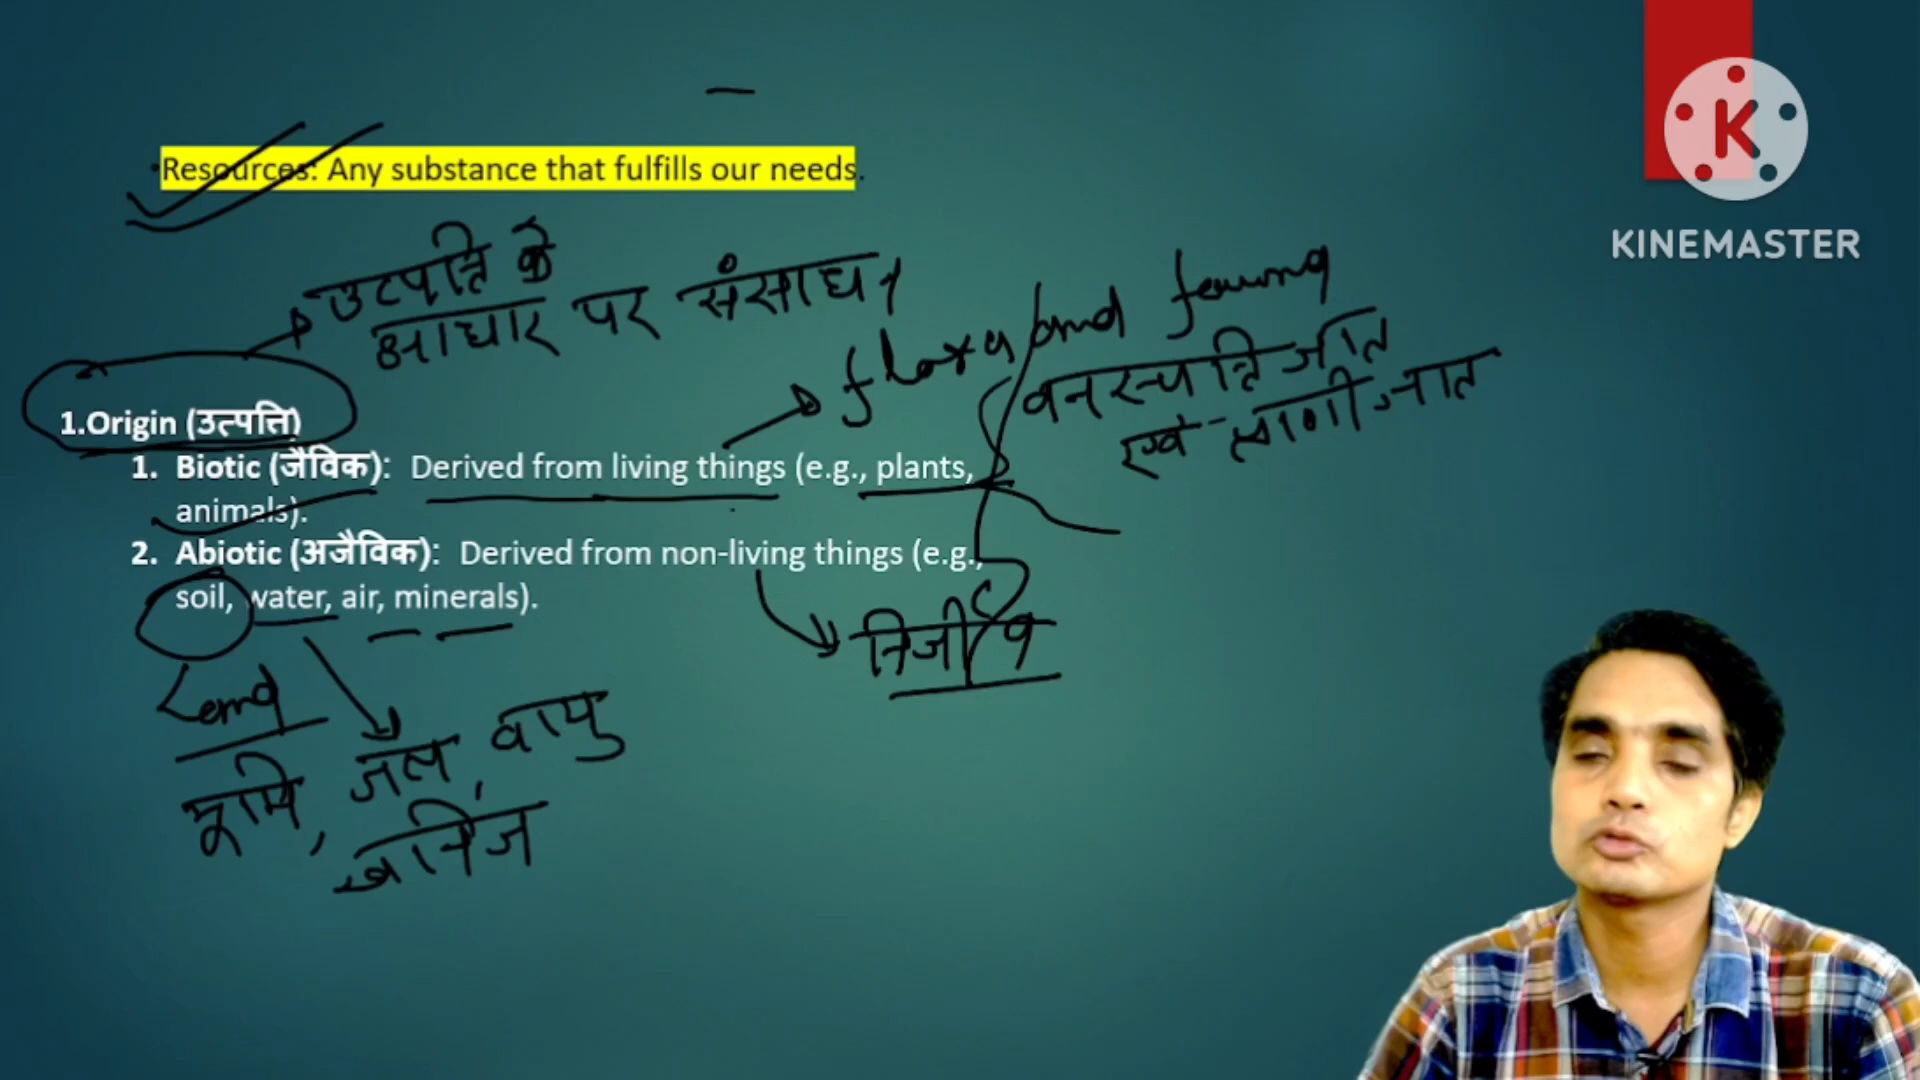 Resources: Any substance that fulfills our needs.
उत्पत्ति के
आधार पर संसाधन
flora and fauna
वनस्पति जात
एवं प्राणी जात
1.Origin (उत्पत्ति)
1. Biotic (जैविक): Derived from living things (e.g., plants,
animals).
2. Abiotic (अजैविक): Derived from non-living things (e.g.,
soil, water, air, minerals).
निर्जीव
Land
भूमि, जल, वायु
खनिज
K
KINEMASTER